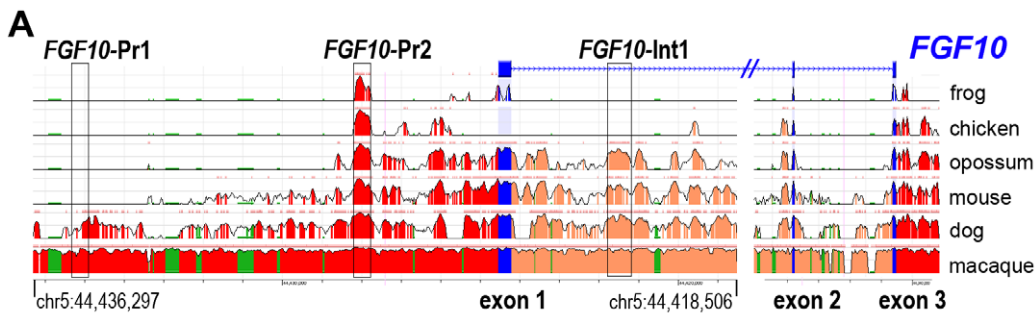 A
FGF10-Pr1 FGF10-Pr2 FGF10-Int1 FGF10
frog
chicken
opossum
mouse
dog
macaque
chr5:44,436,297 exon 1 chr5:44,418,506 exon 2 exon 3